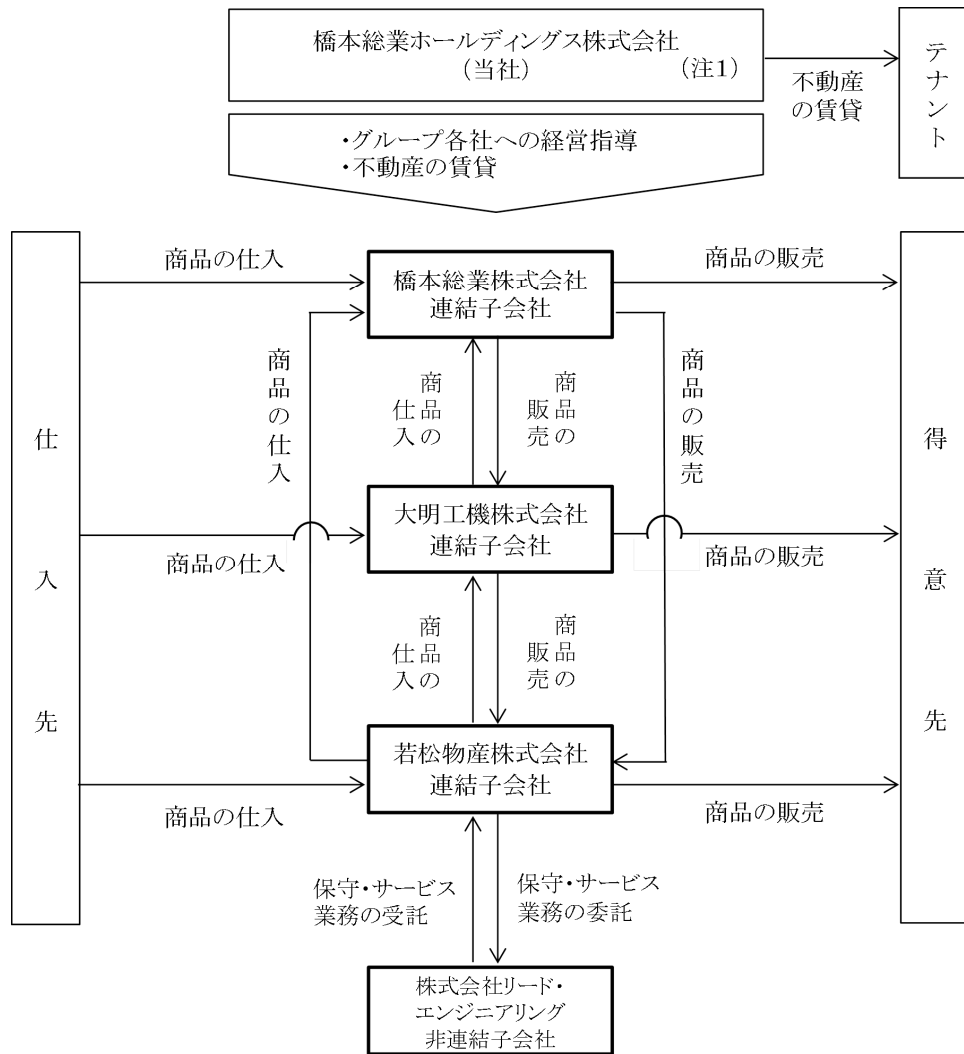 橋本総業ホールディングス株式会社
(当社) (注1)
不動産
の賃貸
テナント
・グループ各社への経営指導
・不動産の賃貸
仕入先
得意先
商品の仕入
橋本総業株式会社
連結子会社
商品の販売
商品の仕入
商品の
仕入
商品の
販売
商品の販売
商品の仕入
大明工機株式会社
連結子会社
商品の販売
商品の
仕入
商品の
販売
商品の仕入
若松物産株式会社
連結子会社
商品の販売
保守・サービス
業務の受託
保守・サービス
業務の委託
株式会社リード・
エンジニアリング
非連結子会社